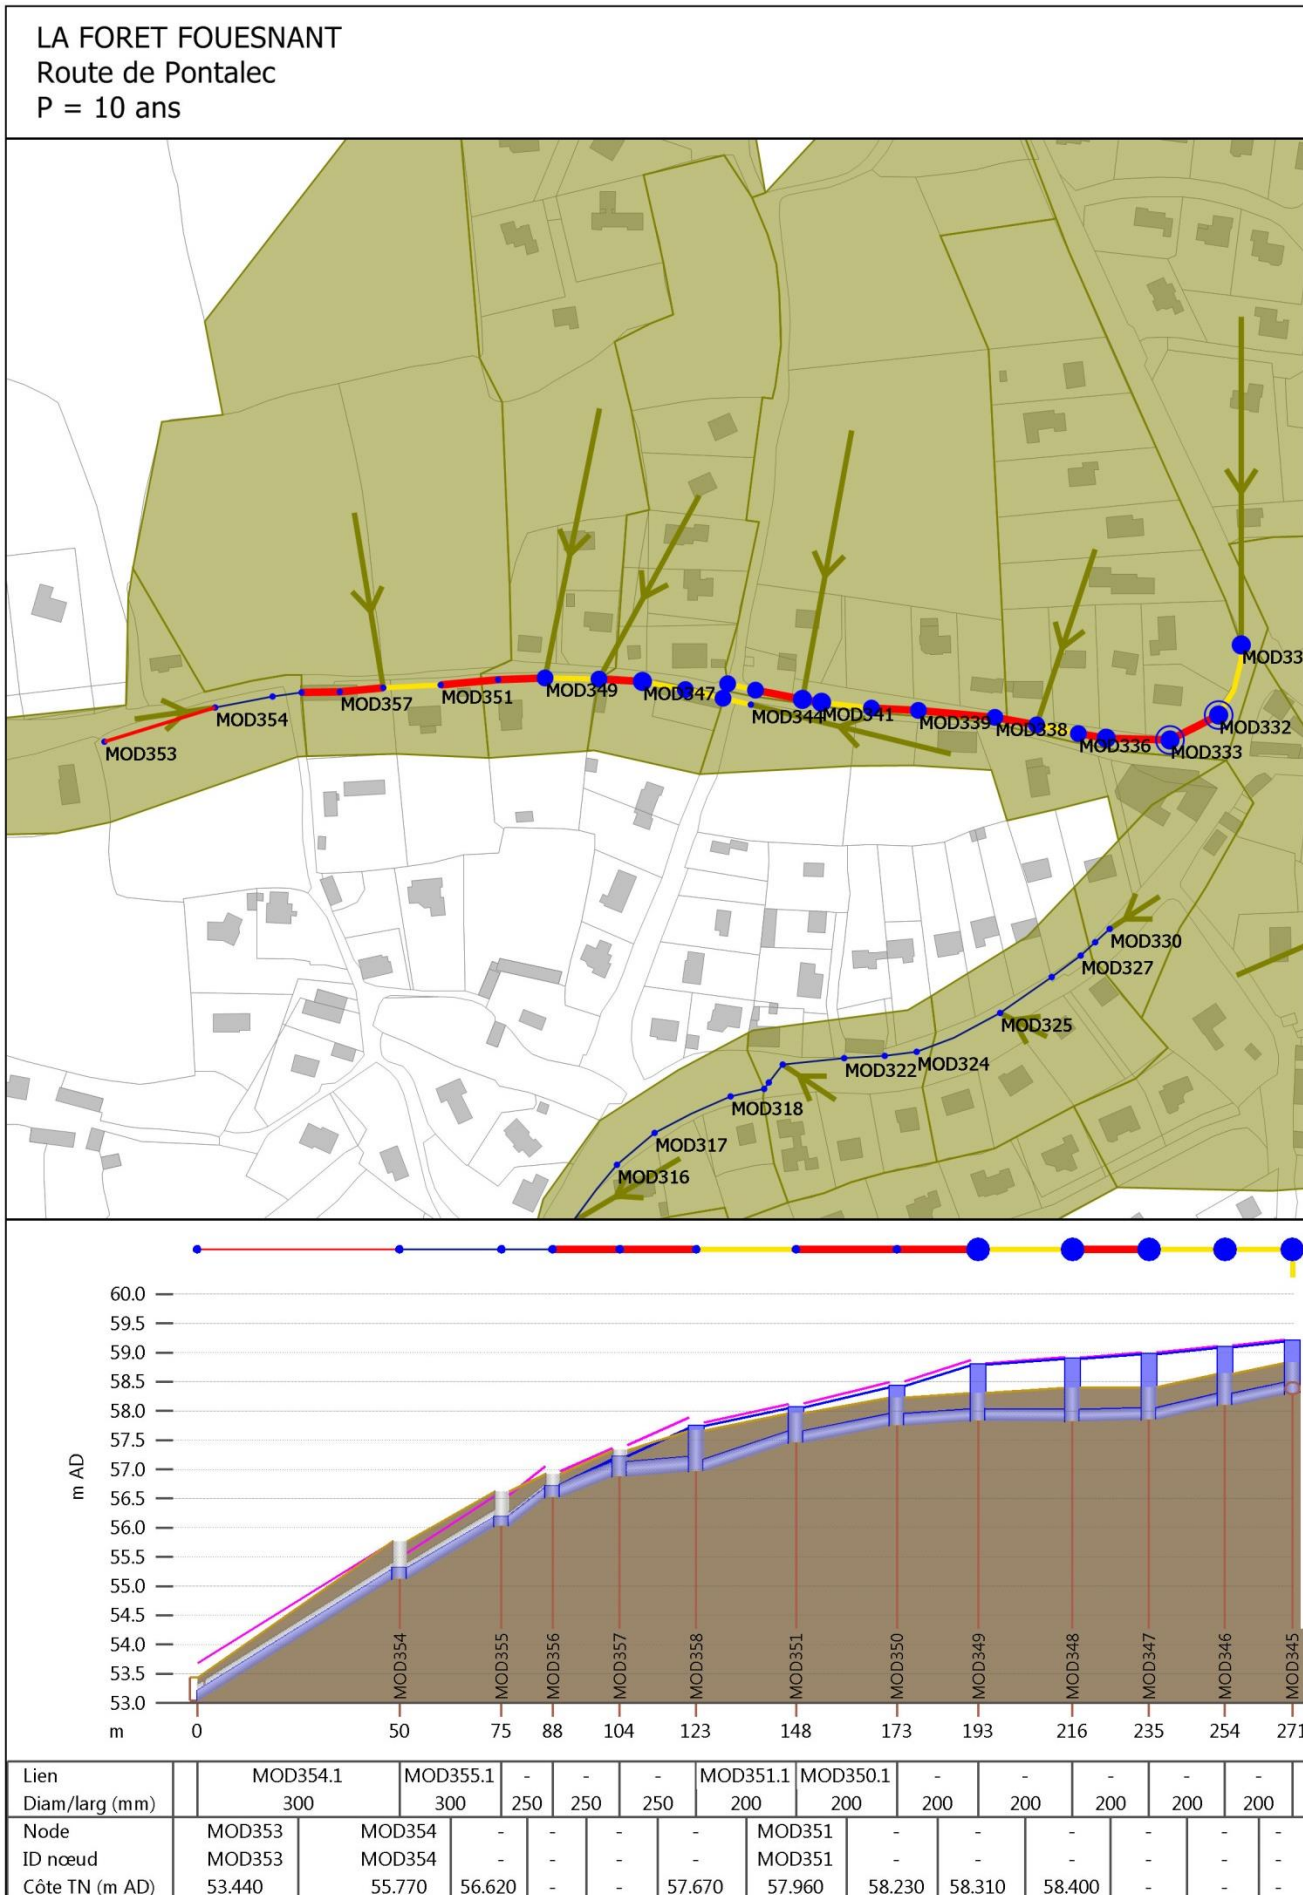 LA FORET FOUESNANT
Route de Pontalec
P = 10 ans
MOD33
MOD332
MOD333
MOD336
MOD338
MOD339
MOD341
MOD344
MOD347
MOD349
MOD351
MOD357
MOD354
MOD353
MOD330
MOD327
MOD325
MOD324
MOD322
MOD318
MOD317
MOD316
60.0
59.5
59.0
58.5
58.0
57.5
57.0
56.5
56.0
55.5
55.0
54.5
54.0
53.5
53.0
m AD
MOD354 MOD355 MOD356 MOD357 MOD358 MOD351 MOD350 MOD349 MOD348 MOD347 MOD346 MOD345
m 0 50 75 88 104 123 148 173 193 216 235 254 271
Lien MOD354.1 MOD355.1 - - - MOD351.1 MOD350.1 - - - - -
Diam/larg (mm) 300 300 250 250 250 200 200 200 200 200 200 200
Node MOD353 MOD354 - - - - MOD351 - - - - - -
ID nœud MOD353 MOD354 - - - - MOD351 - - - - - -
Côte TN (m AD) 53.440 55.770 56.620 - - 57.670 57.960 58.230 58.310 58.400 - - -